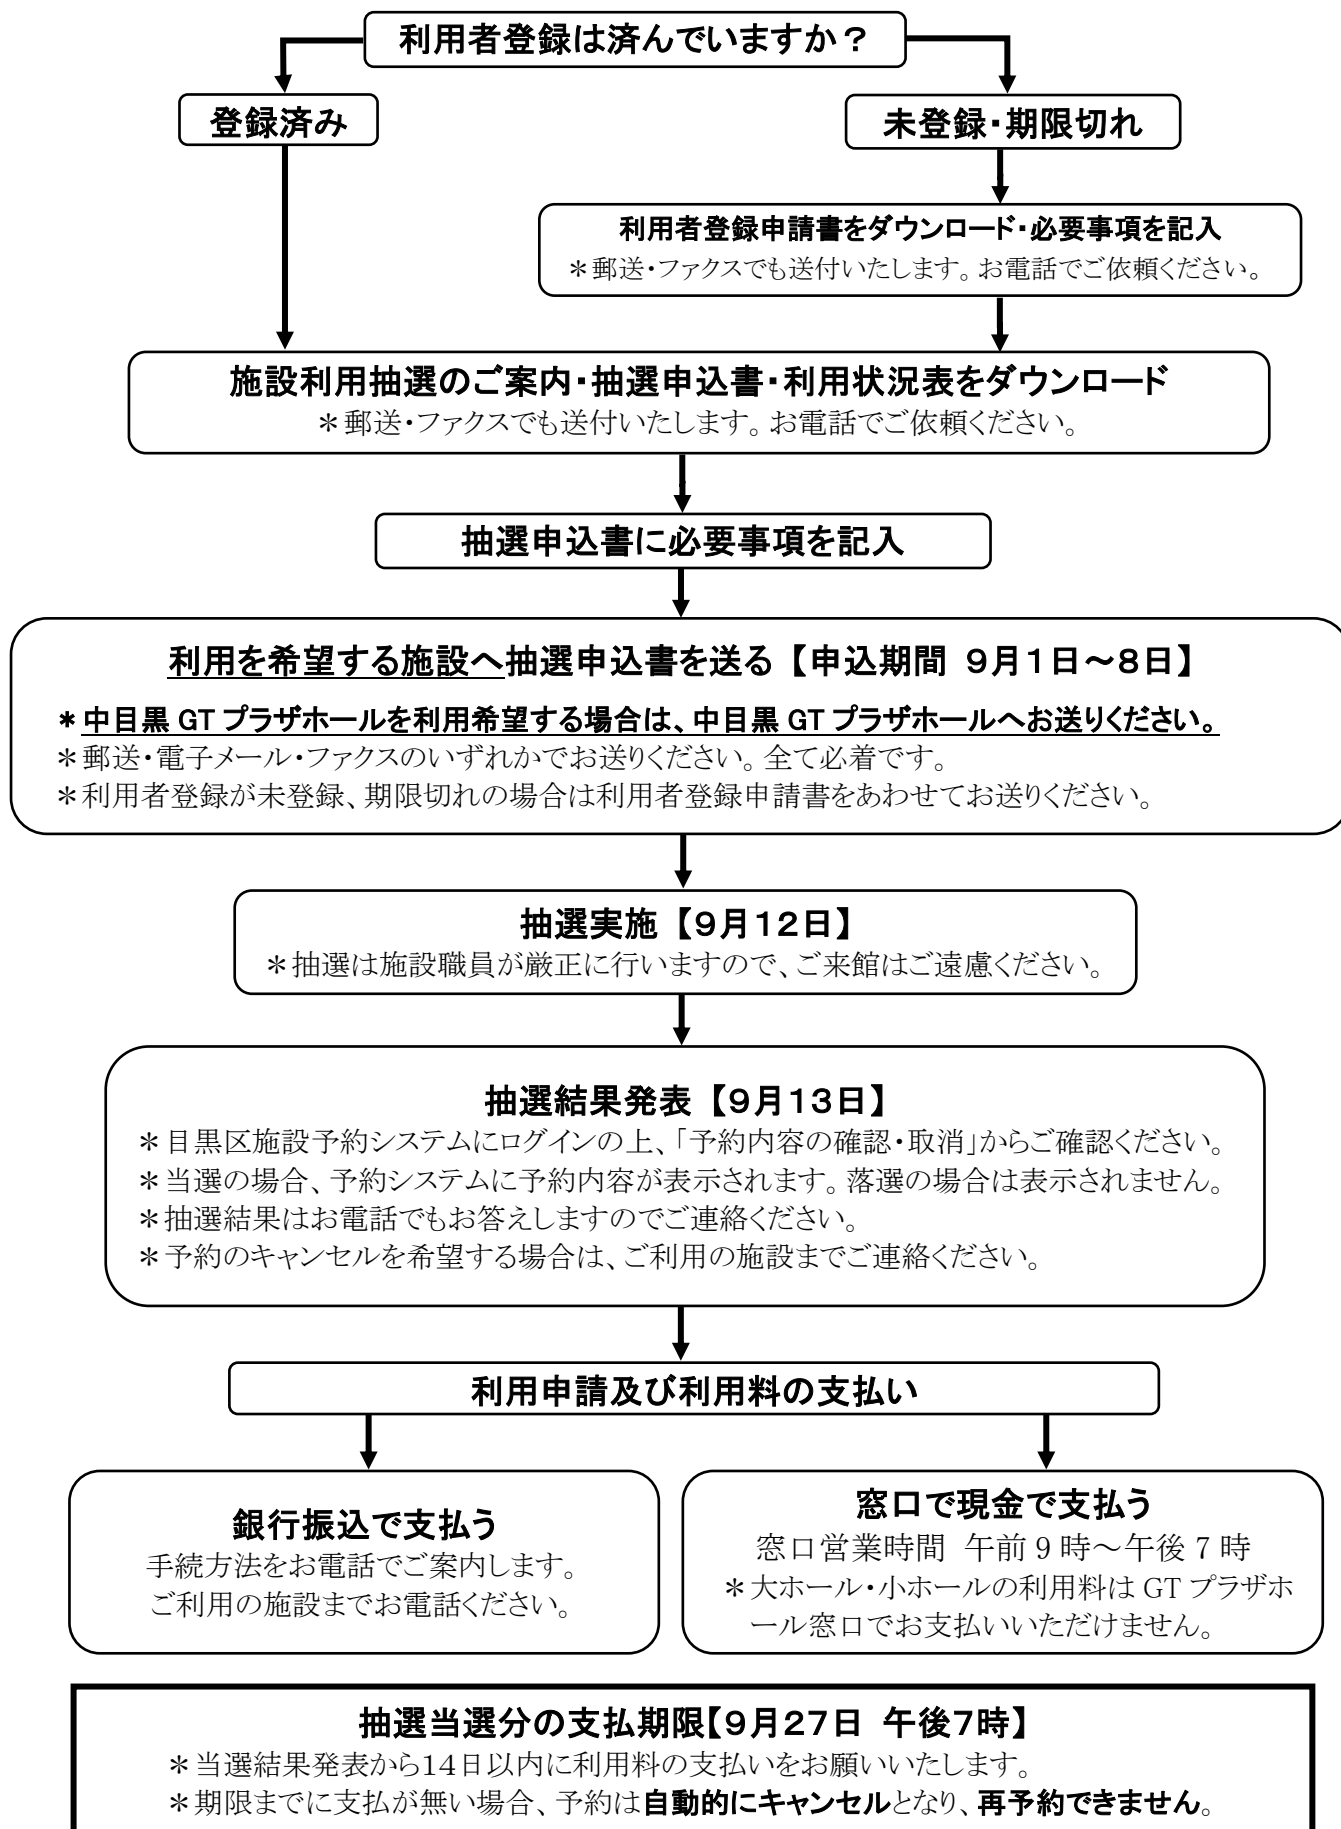 利用者登録は済んでいますか？
登録済み
未登録・期限切れ
利用者登録申請書をダウンロード・必要事項を記入
＊郵送・ファクスでも送付いたします。お電話でご依頼ください。
施設利用抽選のご案内・抽選申込書・利用状況表をダウンロード
＊郵送・ファクスでも送付いたします。お電話でご依頼ください。
抽選申込書に必要事項を記入
利用を希望する施設へ抽選申込書を送る【申込期間 ９月１日～８日】
＊中目黒 GT プラザホールを利用希望する場合は、中目黒 GT プラザホールへお送りください。
＊郵送・電子メール・ファクスのいずれかでお送りください。全て必着です。
＊利用者登録が未登録、期限切れの場合は利用者登録申請書をあわせてお送りください。
抽選実施【９月１２日】
＊抽選は施設職員が厳正に行いますので、ご来館はご遠慮ください。
抽選結果発表【９月１３日】
＊目黒区施設予約システムにログインの上、「予約内容の確認・取消」からご確認ください。
＊当選の場合、予約システムに予約内容が表示されます。落選の場合は表示されません。
＊抽選結果はお電話でもお答えしますのでご連絡ください。
＊予約のキャンセルを希望する場合は、ご利用の施設までご連絡ください。
利用申請及び利用料の支払い
銀行振込で支払う
手続方法をお電話でご案内します。
ご利用の施設までお電話ください。
窓口で現金で支払う
窓口営業時間 午前 9 時～午後 7 時
＊大ホール・小ホールの利用料は GT プラザホ
ール窓口でお支払いいただけません。
抽選当選分の支払期限【９月２７日 午後７時】
＊当選結果発表から１４日以内に利用料の支払いをお願いいたします。
＊期限までに支払が無い場合、予約は自動的にキャンセルとなり、再予約できません。